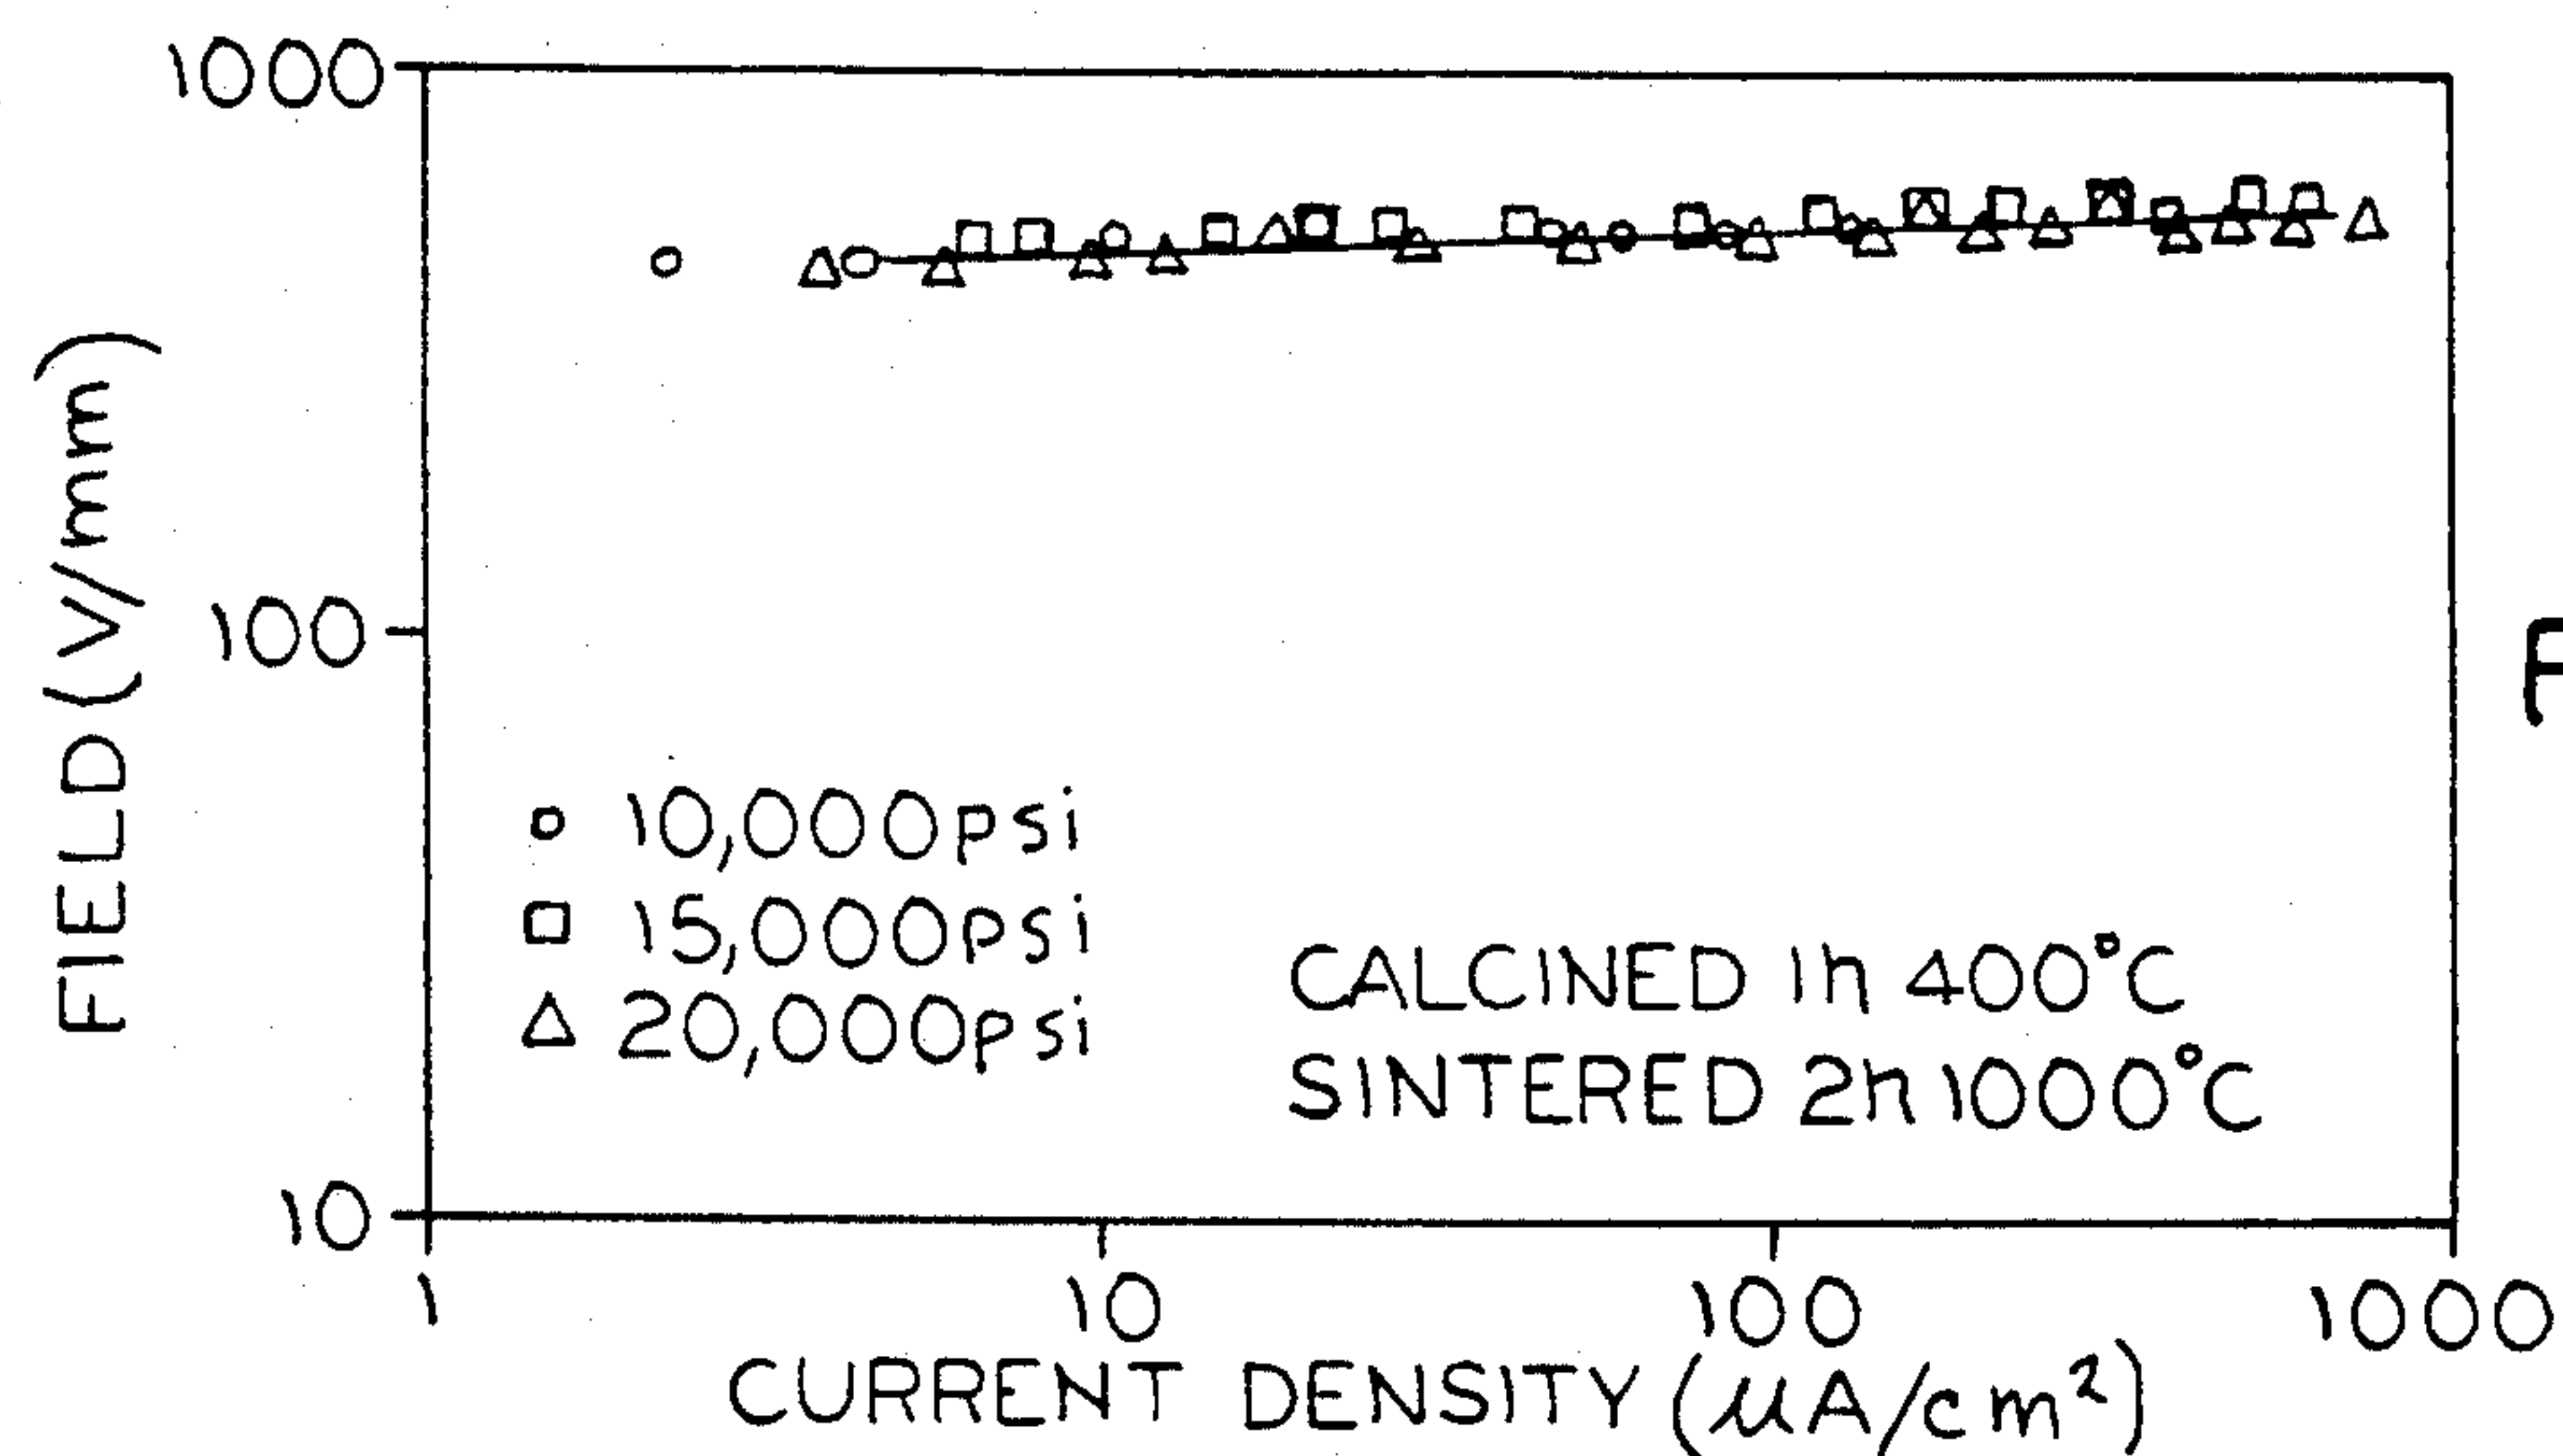 1000
100
10
FIELD (V/mm)
10,000psi
15,000psi
20,000psi
CALCINED 1h 400°C
SINTERED 2h 1000°C
1 10 100 1000
CURRENT DENSITY (μA/cm²)